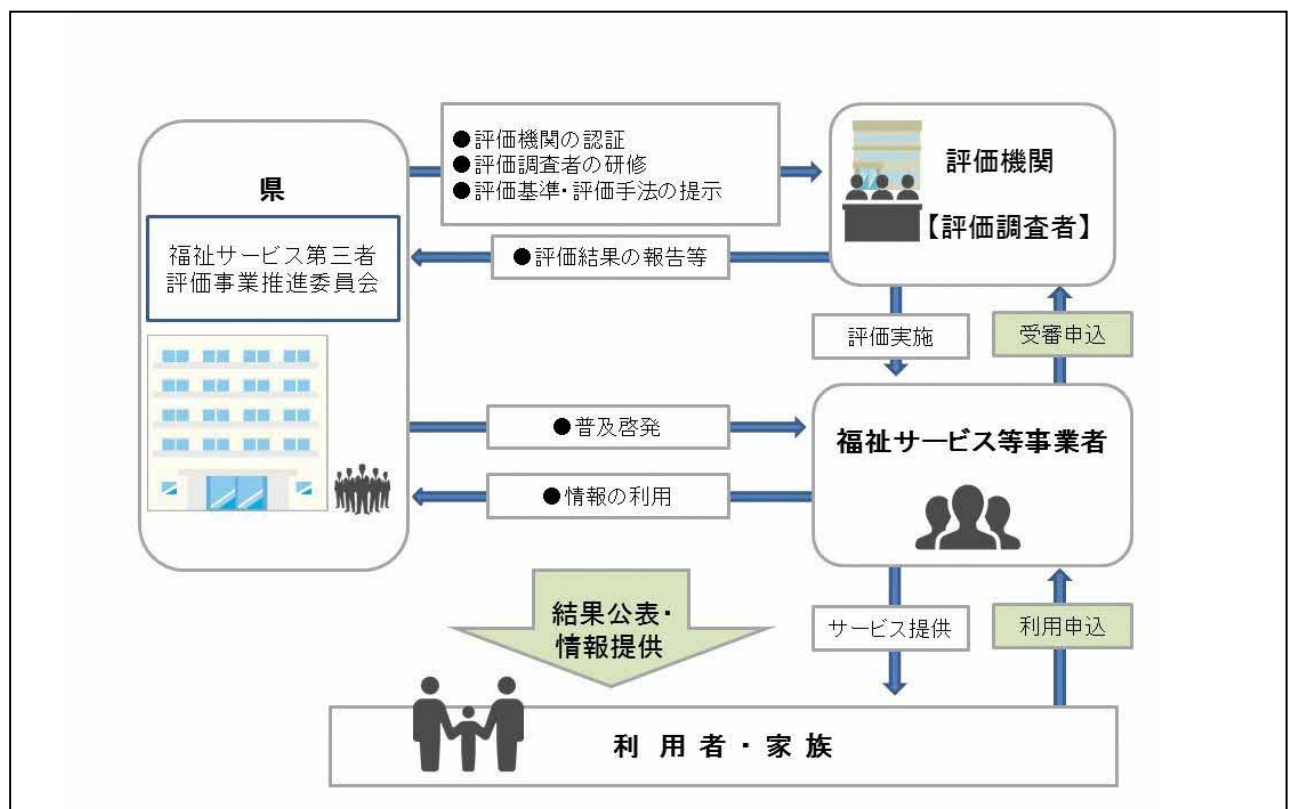 ●評価機関の認証
●評価調査者の研修
●評価基準・評価手法の提示
県
福祉サービス第三者
評価事業推進委員会
評価機関
【評価調査者】
●評価結果の報告等
評価実施
受審申込
●普及啓発
福祉サービス等事業者
●情報の利用
結果公表・
情報提供
サービス提供
利用申込
利用者・家族